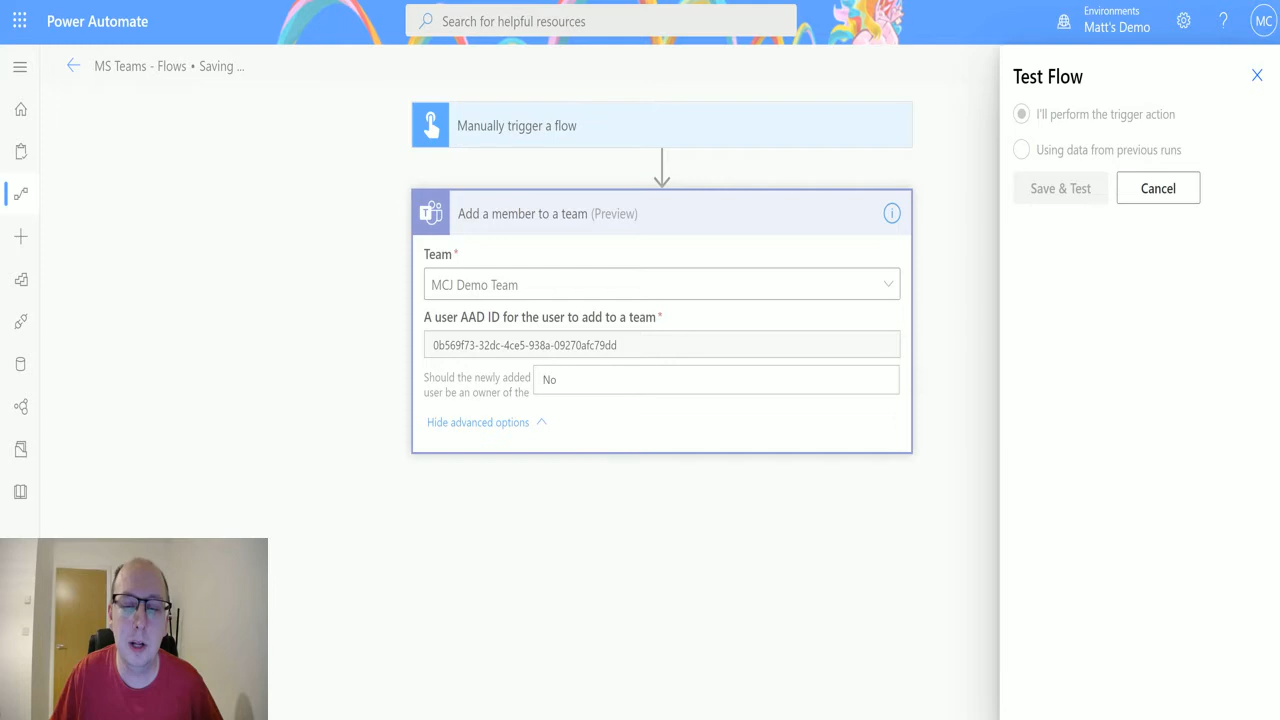 Power Automate
Search for helpful resources
Environments
Matt's Demo
MC
MS Teams - Flows • Saving ...
Manually trigger a flow
T
Add a member to a team (Preview)
Team *
MCJ Demo Team
A user AAD ID for the user to add to a team *
0b569f73-32dc-4ce5-938a-09270afc79dd
Should the newly added
user be an owner of the
No
Hide advanced options
Test Flow
I'll perform the trigger action
Using data from previous runs
Save & Test
Cancel